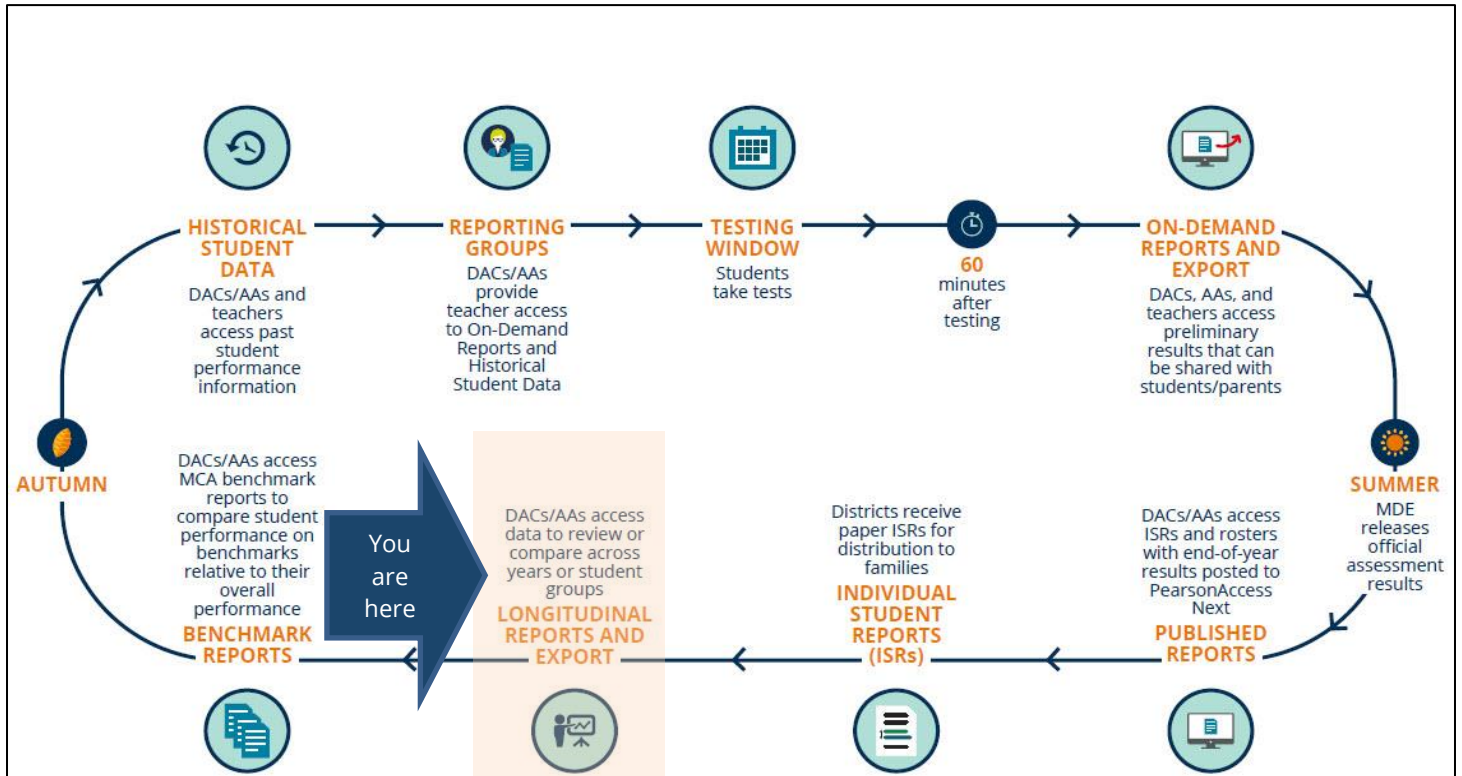 HISTORICAL
STUDENT
DATA
DACs/AAs and
teachers
access past
student
performance
information
REPORTING
GROUPS
DACs/AAs
provide
teacher access
to On-Demand
Reports and
Historical
Student Data
TESTING
WINDOW
Students
take tests
60
minutes
after
testing
ON-DEMAND
REPORTS AND
EXPORT
DACs, AAs, and
teachers access
preliminary
results that can
be shared with
students/parents
SUMMER
MDE
releases
official
assessment
results
DACs/AAs access
ISRs and rosters
with end-of-year
results posted to
PearsonAccess
Next
PUBLISHED
REPORTS
Districts receive
paper ISRs for
distribution to
families
INDIVIDUAL
STUDENT
REPORTS
(ISRs)
DACs/AAs access
data to review or
compare across
years or student
groups
LONGITUDINAL
REPORTS AND
EXPORT
You
are
here
DACs/AAs access
MCA benchmark
reports to
compare student
performance on
benchmarks
relative to their
overall
performance
BENCHMARK
REPORTS
AUTUMN